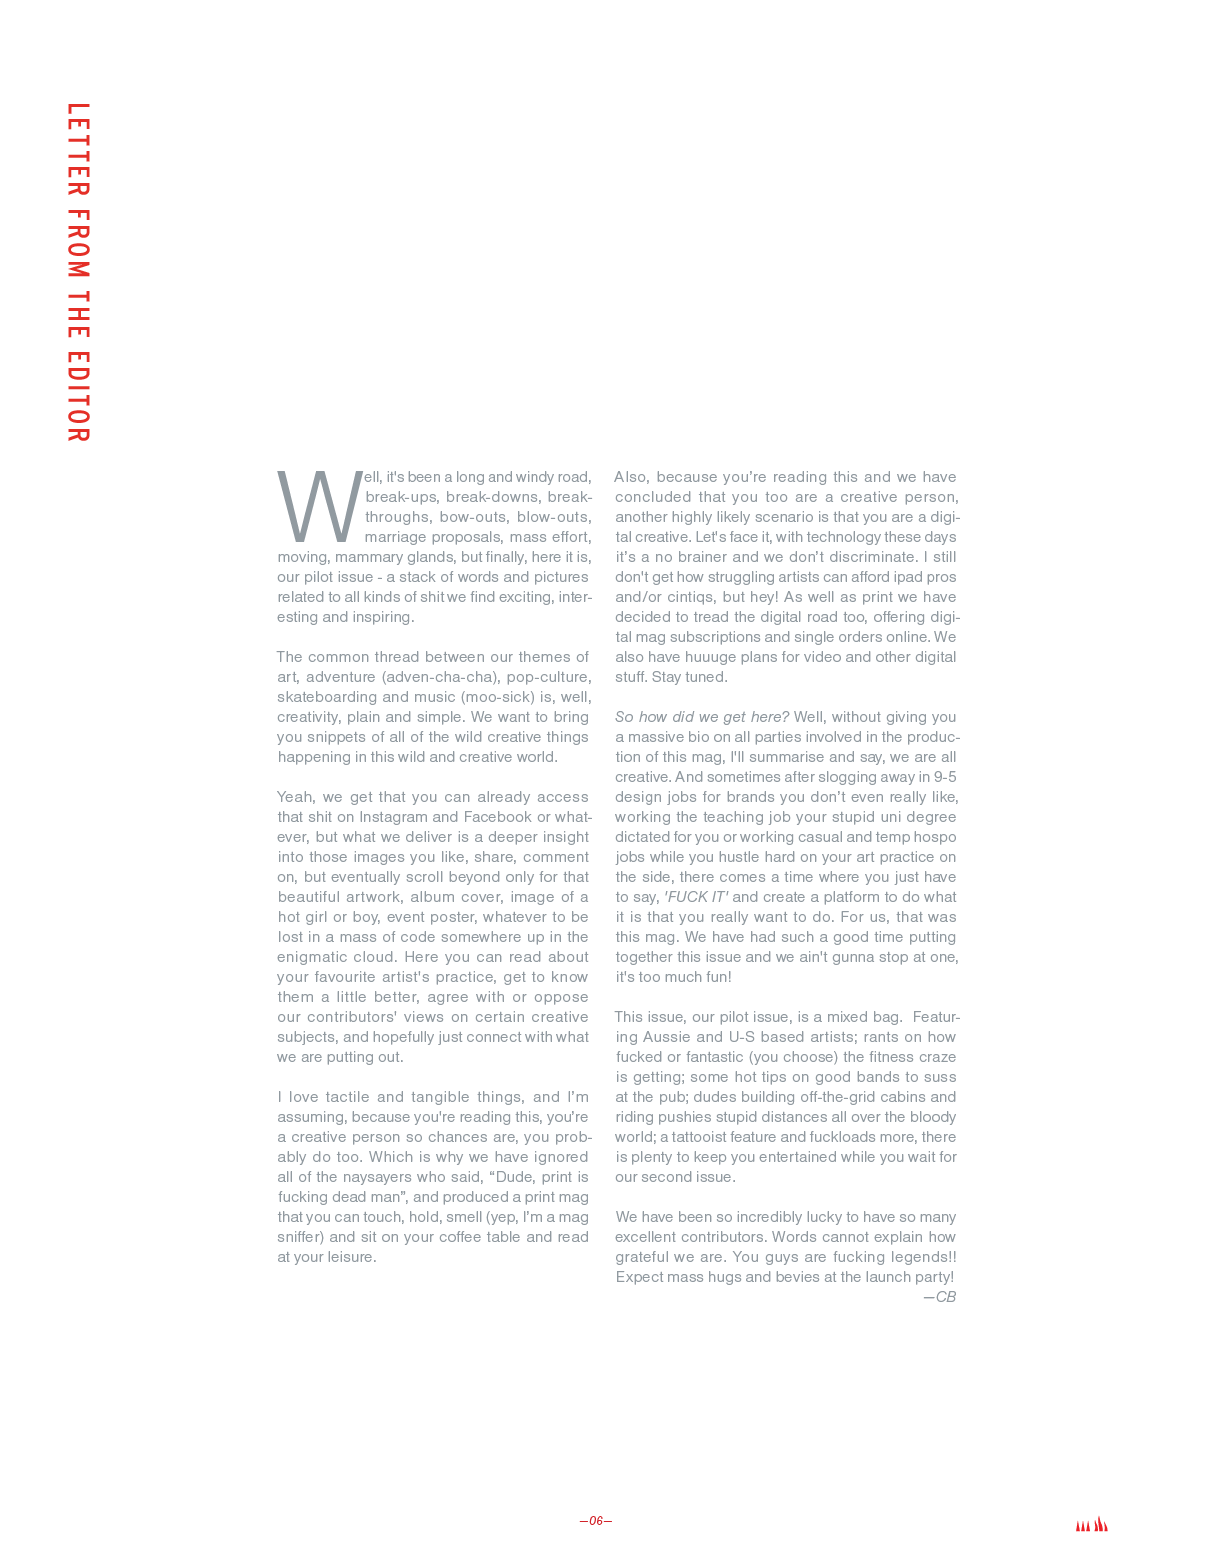 LETTER FROM THE EDITOR
Well, it's been a long and windy road,
break-ups, break-downs, break-
throughs, bow-outs, blow-outs,
marriage proposals, mass effort,
moving, mammary glands, but finally, here it is,
our pilot issue - a stack of words and pictures
related to all kinds of shit we find exciting, inter-
esting and inspiring.
The common thread between our themes of
art, adventure (adven-cha-cha), pop-culture,
skateboarding and music (moo-sick) is, well,
creativity, plain and simple. We want to bring
you snippets of all of the wild creative things
happening in this wild and creative world.
Yeah, we get that you can already access
that shit on Instagram and Facebook or what-
ever, but what we deliver is a deeper insight
into those images you like, share, comment
on, but eventually scroll beyond only for that
beautiful artwork, album cover, image of a
hot girl or boy, event poster, whatever to be
lost in a mass of code somewhere up in the
enigmatic cloud. Here you can read about
your favourite artist's practice, get to know
them a little better, agree with or oppose
our contributors' views on certain creative
subjects, and hopefully just connect with what
we are putting out.
I love tactile and tangible things, and I’m
assuming, because you're reading this, you’re
a creative person so chances are, you prob-
ably do too. Which is why we have ignored
all of the naysayers who said, “Dude, print is
fucking dead man”, and produced a print mag
that you can touch, hold, smell (yep, I’m a mag
sniffer) and sit on your coffee table and read
at your leisure.
Also, because you’re reading this and we have
concluded that you too are a creative person,
another highly likely scenario is that you are a digi-
tal creative. Let's face it, with technology these days
it’s a no brainer and we don’t discriminate. I still
don't get how struggling artists can afford ipad pros
and/or cintiqs, but hey! As well as print we have
decided to tread the digital road too, offering digi-
tal mag subscriptions and single orders online. We
also have huuuge plans for video and other digital
stuff. Stay tuned.
So how did we get here? Well, without giving you
a massive bio on all parties involved in the produc-
tion of this mag, I'll summarise and say, we are all
creative. And sometimes after slogging away in 9-5
design jobs for brands you don’t even really like,
working the teaching job your stupid uni degree
dictated for you or working casual and temp hospo
jobs while you hustle hard on your art practice on
the side, there comes a time where you just have
to say, 'FUCK IT' and create a platform to do what
it is that you really want to do. For us, that was
this mag. We have had such a good time putting
together this issue and we ain't gunna stop at one,
it's too much fun!
This issue, our pilot issue, is a mixed bag.  Featur-
ing Aussie and U-S based artists; rants on how
fucked or fantastic (you choose) the fitness craze
is getting; some hot tips on good bands to suss
at the pub; dudes building off-the-grid cabins and
riding pushies stupid distances all over the bloody
world; a tattooist feature and fuckloads more, there
is plenty to keep you entertained while you wait for
our second issue.
We have been so incredibly lucky to have so many
excellent contributors. Words cannot explain how
grateful we are. You guys are fucking legends!!
Expect mass hugs and bevies at the launch party!
—CB
—06—